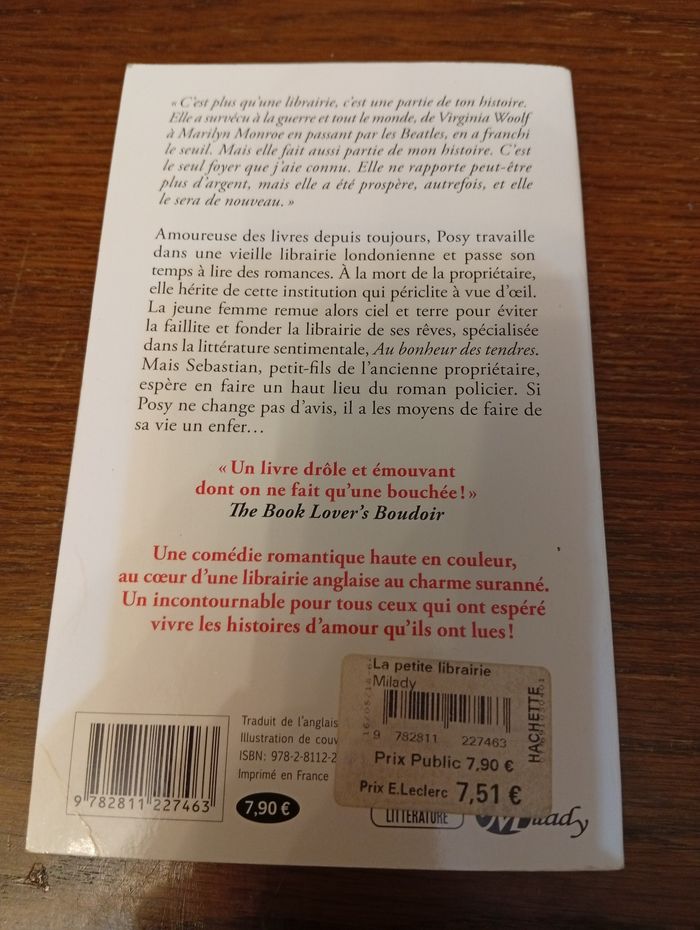 « C'est plus qu'une librairie, c'est une partie de ton histoire.
Elle a survécu à la guerre et tout le monde, de Virginia Woolf
à Marilyn Monroe en passant par les Beatles, en a franchi
le seuil. Mais elle fait aussi partie de mon histoire. C'est
le seul foyer que j'aie connu. Elle ne rapporte peut-être
plus d'argent, mais elle a été prospère, autrefois, et elle
le sera de nouveau. »
Amoureuse des livres depuis toujours, Posy travaille
dans une vieille librairie londonienne et passe son
temps à lire des romances. À la mort de la propriétaire,
elle hérite de cette institution qui périclite à vue d'œil.
La jeune femme remue alors ciel et terre pour éviter
la faillite et fonder la librairie de ses rêves, spécialisée
dans la littérature sentimentale, Au bonheur des tendres.
Mais Sebastian, petit-fils de l'ancienne propriétaire,
espère en faire un haut lieu du roman policier. Si
Posy ne change pas d'avis, il a les moyens de faire de
sa vie un enfer…
« Un livre drôle et émouvant
dont on ne fait qu'une bouchée ! »
The Book Lover's Boudoir
Une comédie romantique haute en couleur,
au cœur d'une librairie anglaise au charme suranné.
Un incontournable pour tous ceux qui ont espéré
vivre les histoires d'amour qu'ils ont lues !
Traduit de l'anglais
Illustration de couv
ISBN: 978-2-8112-2
Imprimé en France
9 782811 227463
7,90 €
La petite librairie
Milady
9 782811 227463
HACHETTE
Prix Public 7,90 €
Prix E.Leclerc 7,51 €
LITTÉRATURE
Milady